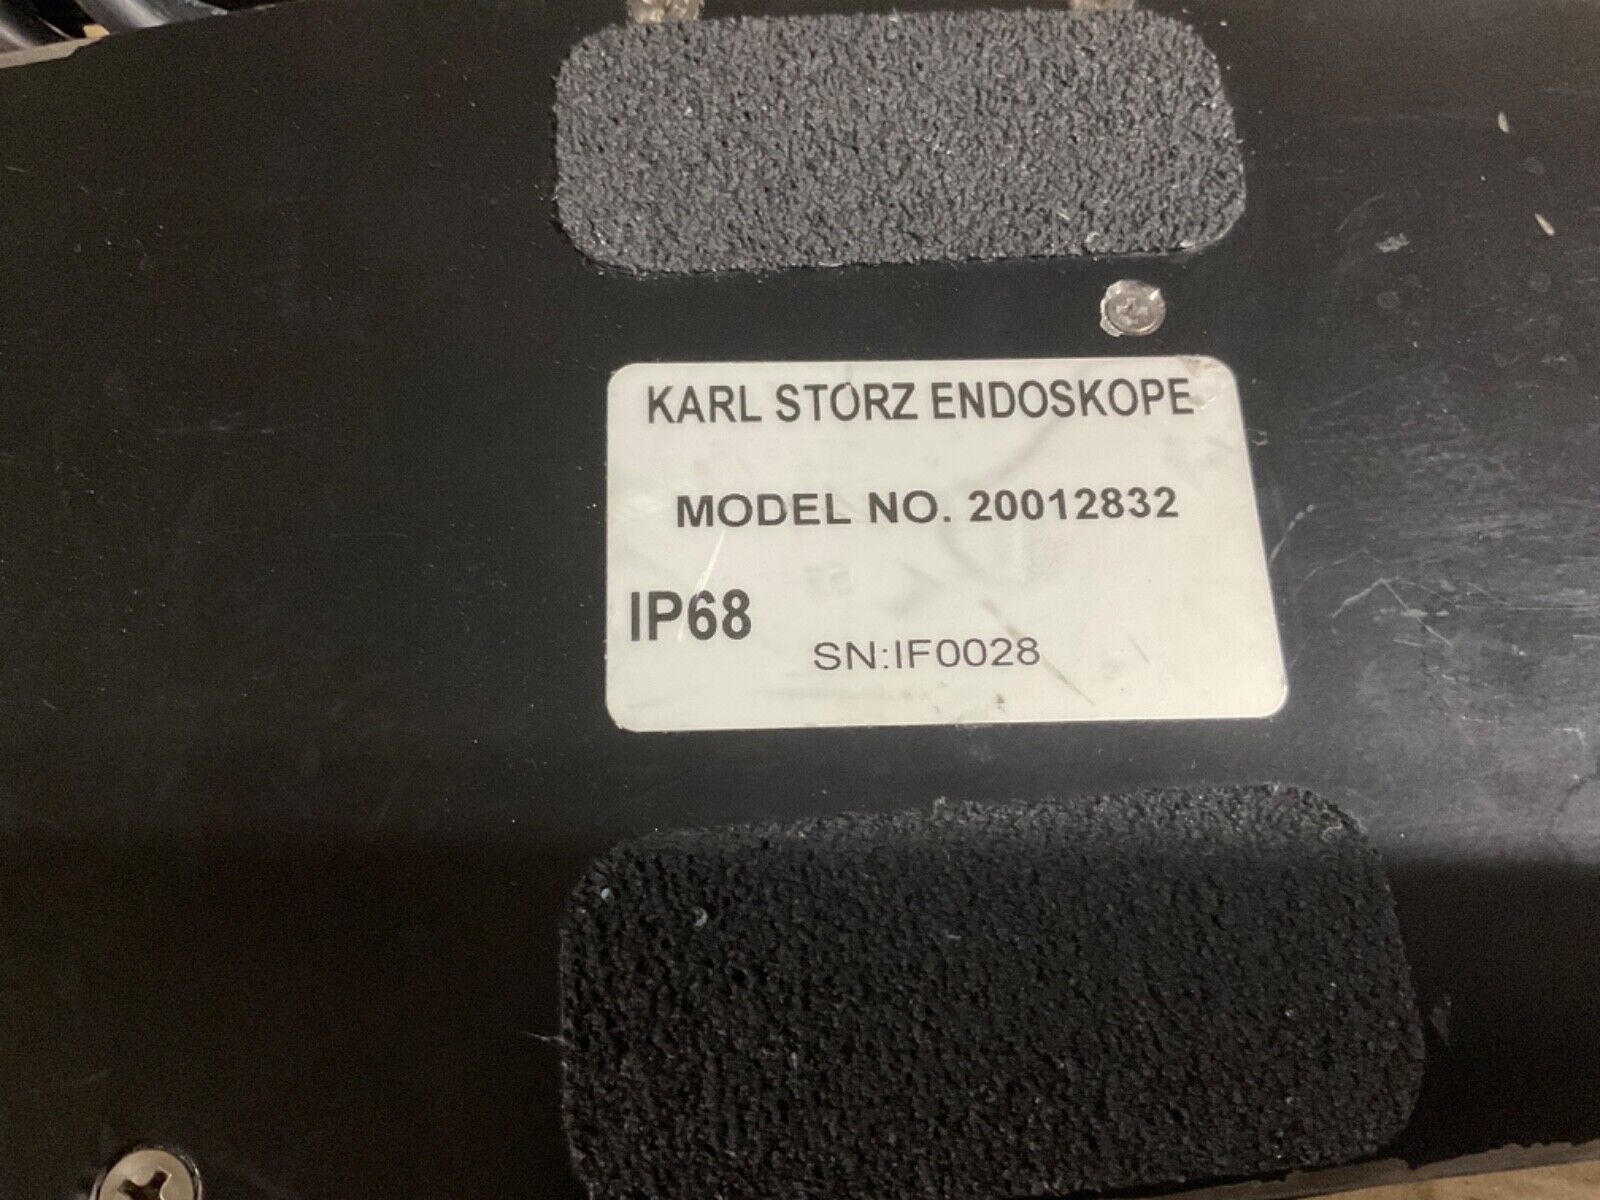 KARL STORZ ENDOSKOPE
MODEL NO. 20012832
IP68
SN:IF0028